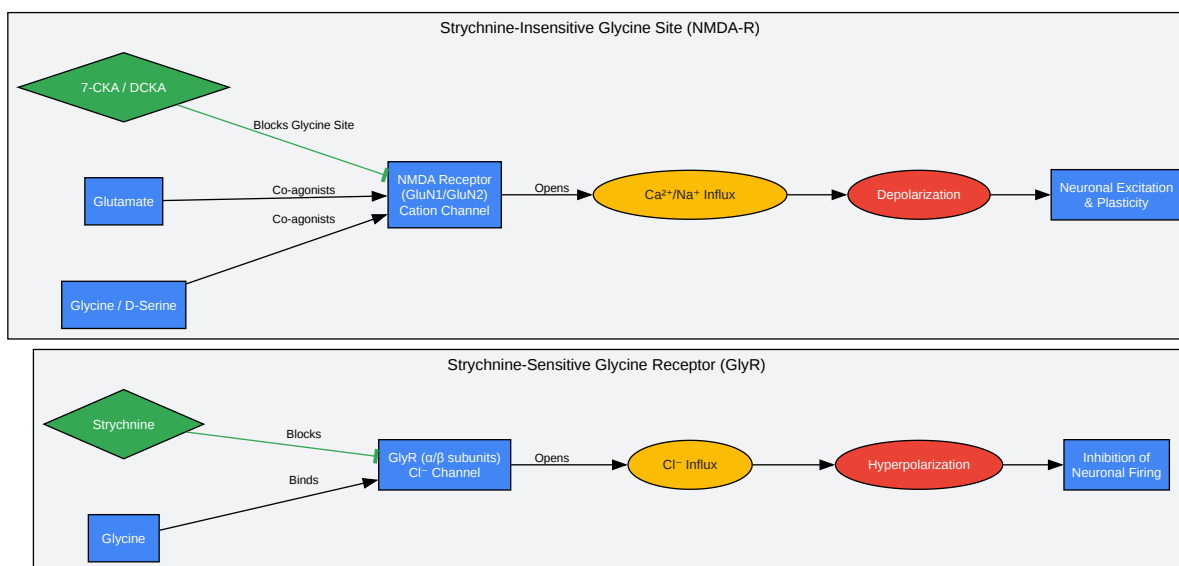 Strychnine-Insensitive Glycine Site (NMDA-R)
7-CKA / DCKA
Blocks Glycine Site
Glutamate
Co-agonists
Co-agonists
Glycine / D-Serine
NMDA Receptor
(GluN1/GluN2)
Cation Channel
Opens
Ca²⁺/Na⁺ Influx
Depolarization
Neuronal Excitation
& Plasticity
Strychnine-Sensitive Glycine Receptor (GlyR)
Strychnine
Blocks
Binds
Glycine
GlyR (α/β subunits)
Cl⁻ Channel
Opens
Cl⁻ Influx
Hyperpolarization
Inhibition of
Neuronal Firing